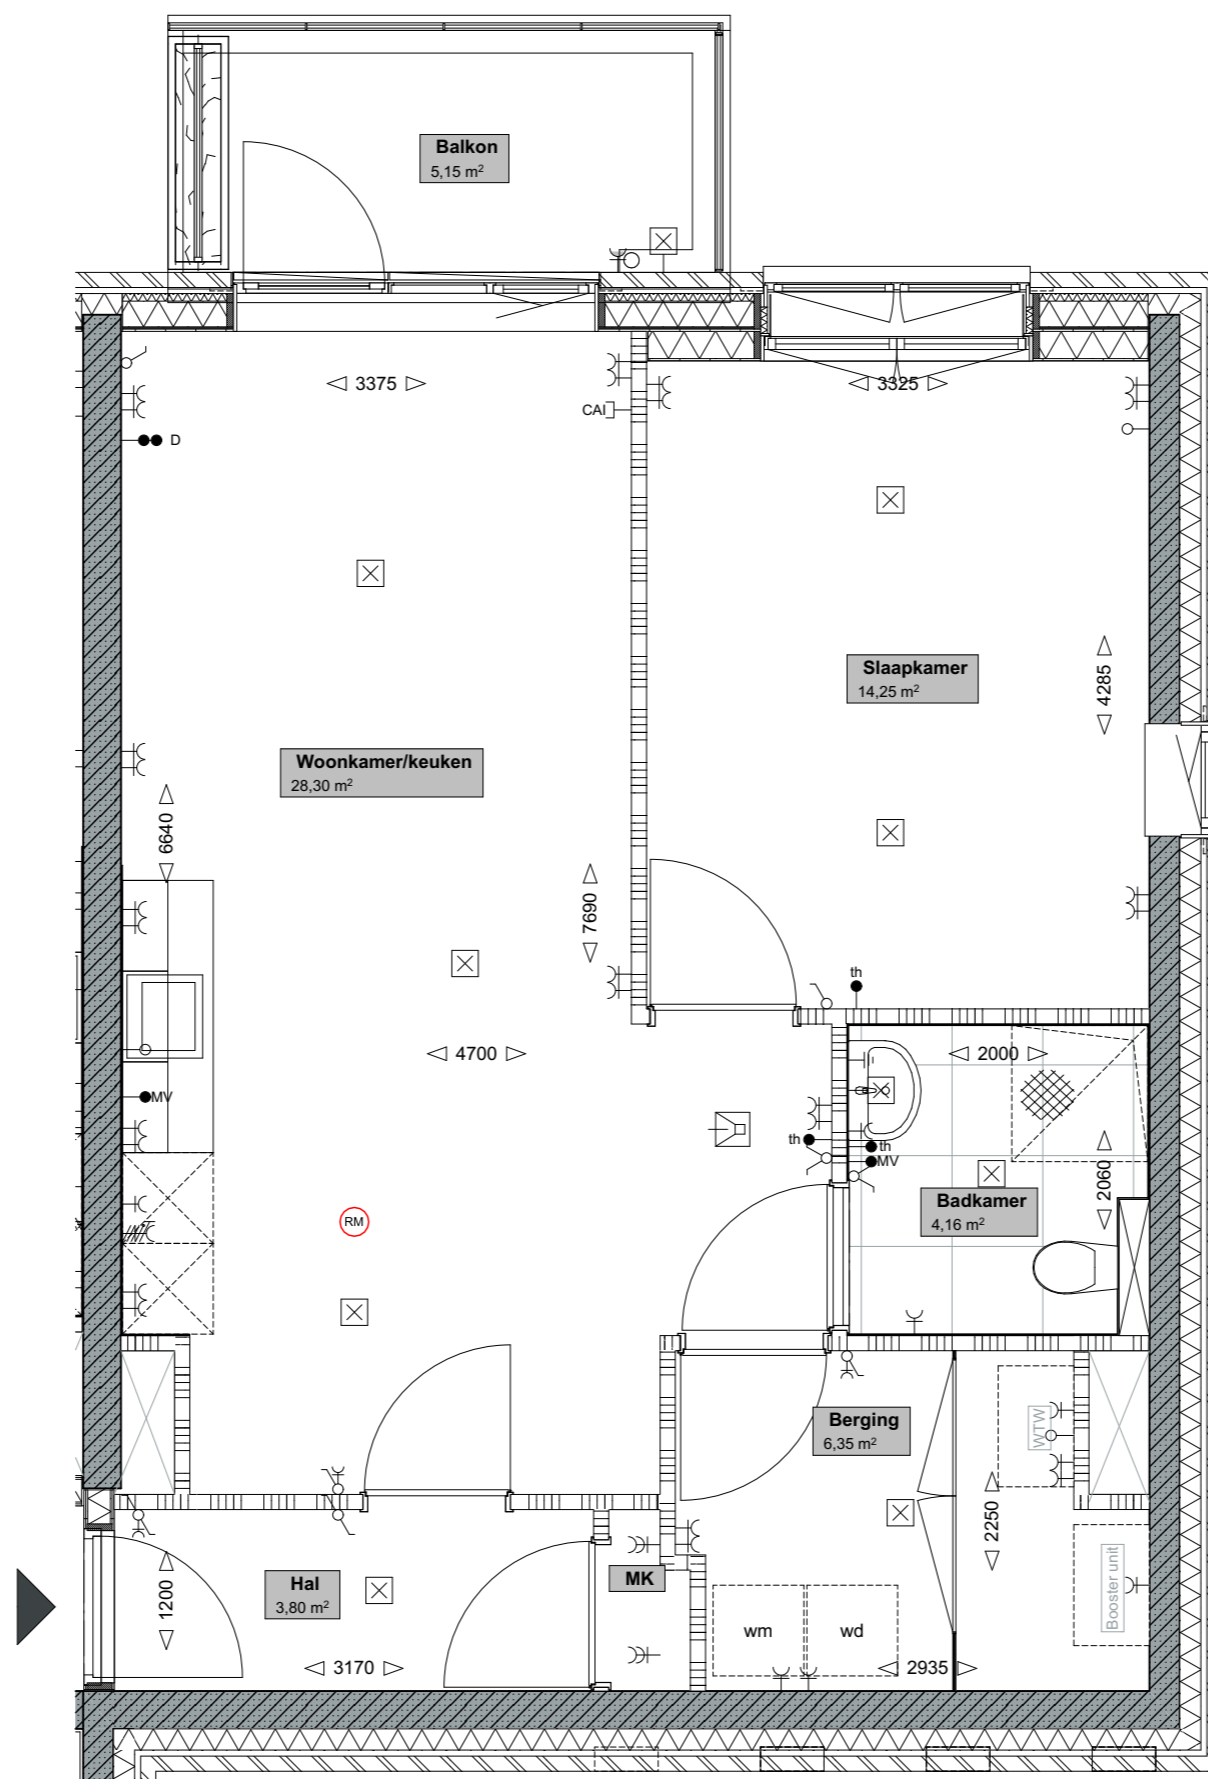 Balkon
5,15 m²
3375
3325
CAI
D
Slaapkamer
14,25 m²
4285
Woonkamer/keuken
28,30 m²
6640
7690
th
4700
2000
MV
th
th
MV
2060
Badkamer
4,16 m²
RM
Berging
6,35 m²
WTW
2250
Hal
3,80 m²
MK
1200
Booster unit
wm
wd
3170
2935